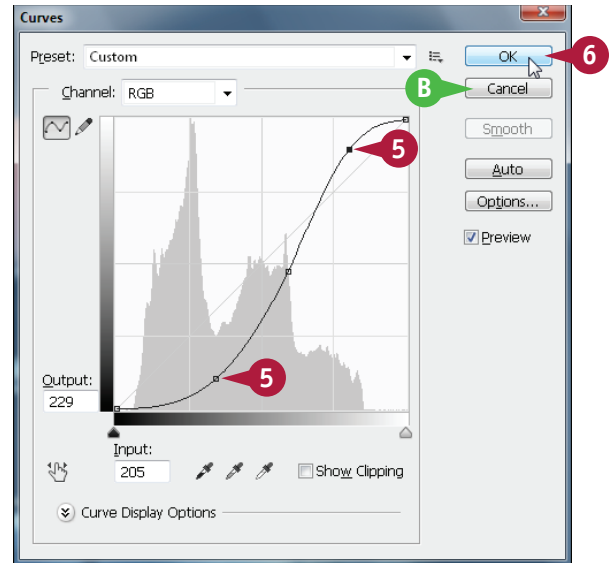 Curves
Preset: Custom
OK
6
Channel: RGB
B
Cancel
Smooth
5
Auto
Options...
Preview
5
Output:
229
Input:
205
Show Clipping
Curve Display Options